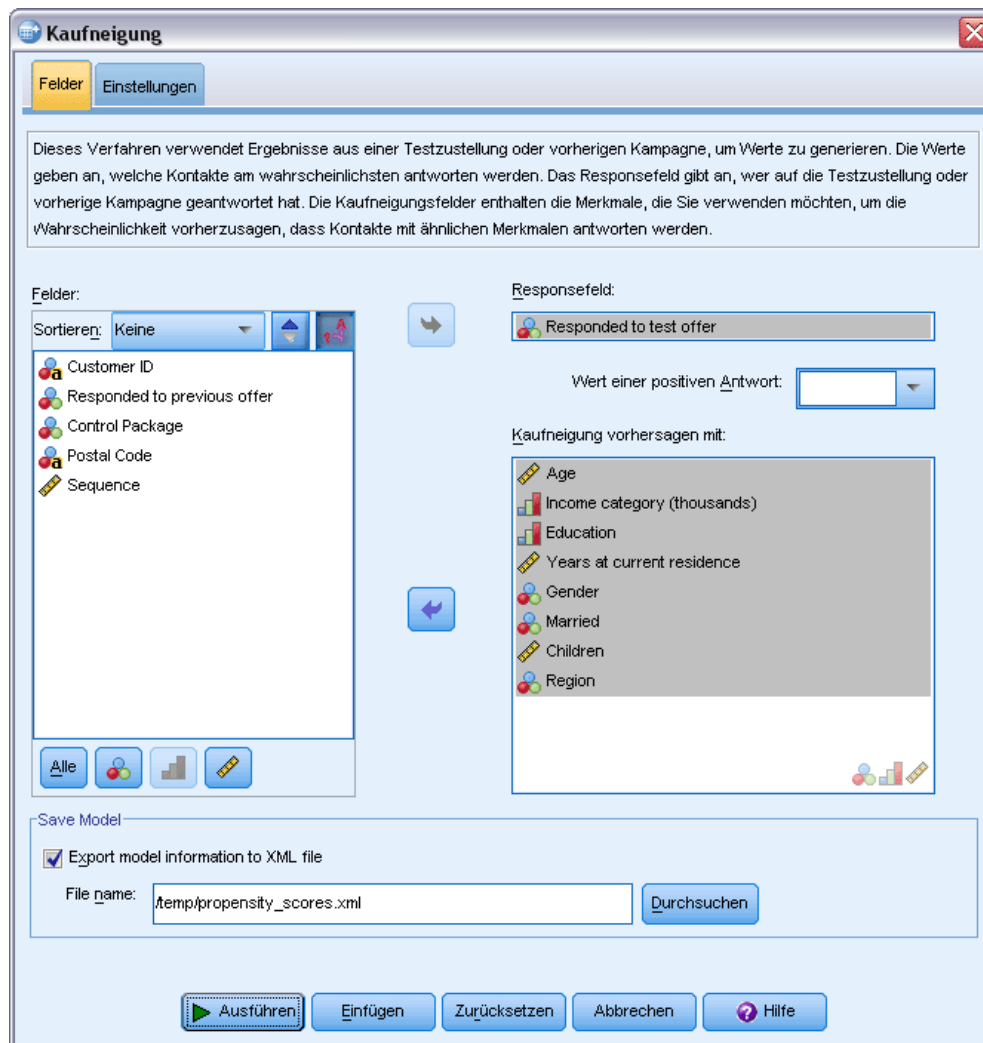 Kaufneigung
Felder
Einstellungen
Dieses Verfahren verwendet Ergebnisse aus einer Testzustellung oder vorherigen Kampagne, um Werte zu generieren. Die Werte
geben an, welche Kontakte am wahrscheinlichsten antworten werden. Das Responsefeld gibt an, wer auf die Testzustellung oder
vorherige Kampagne geantwortet hat. Die Kaufneigungsfelder enthalten die Merkmale, die Sie verwenden möchten, um die
Wahrscheinlichkeit vorherzusagen, dass Kontakte mit ähnlichen Merkmalen antworten werden.
Felder:
Sortieren: Keine
Customer ID
Responded to previous offer
Control Package
Postal Code
Sequence
Alle
Responsefeld:
Responded to test offer
Wert einer positiven Antwort:
Kaufneigung vorhersagen mit:
Age
Income category (thousands)
Education
Years at current residence
Gender
Married
Children
Region
Save Model
Export model information to XML file
File name: /temp/propensity_scores.xml
Durchsuchen
Ausführen
Einfügen
Zurücksetzen
Abbrechen
Hilfe